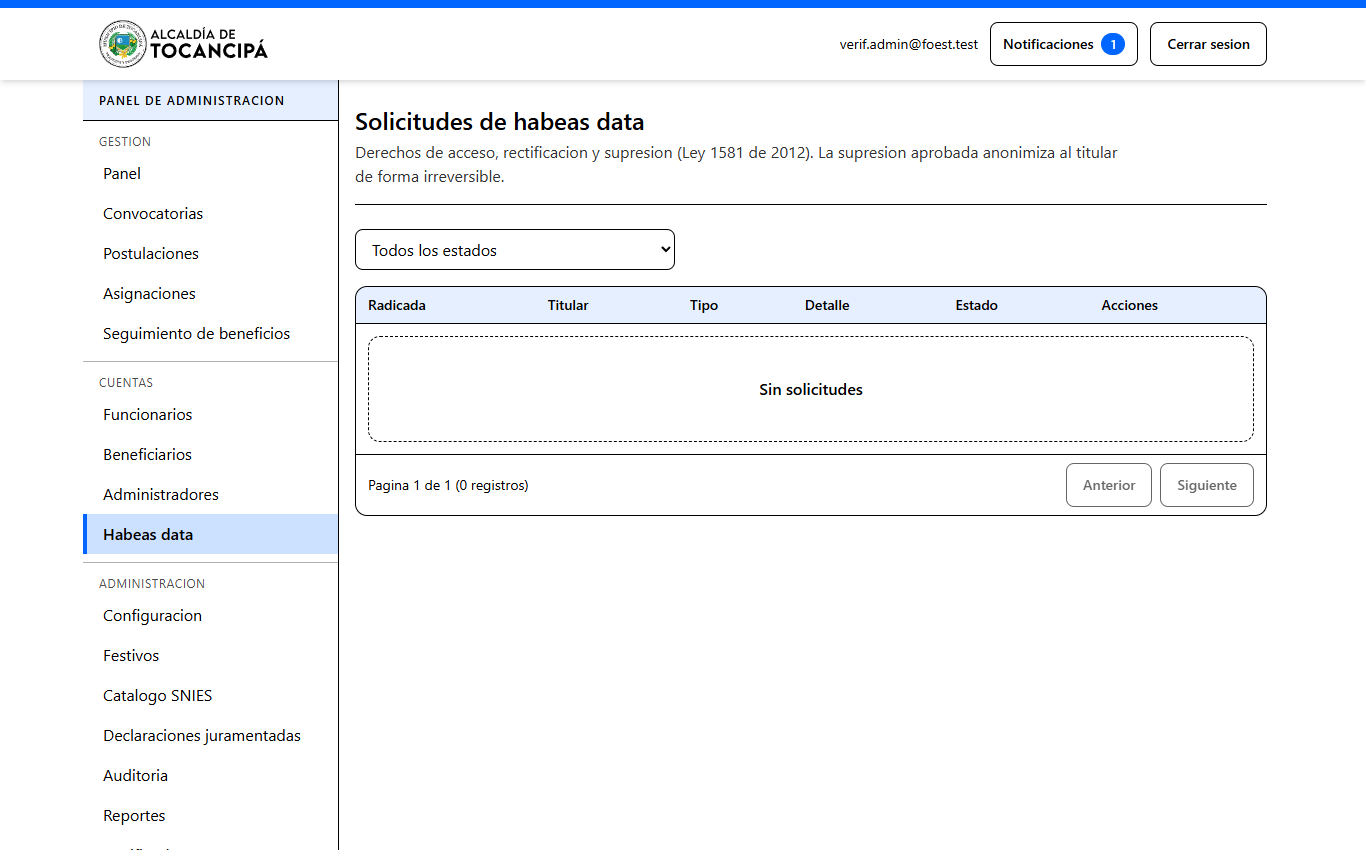 ALCALDÍA DE
TOCANCIPÁ
verif.admin@foest.test
Notificaciones 1
Cerrar sesion
PANEL DE ADMINISTRACION
GESTION
Panel
Convocatorias
Postulaciones
Asignaciones
Seguimiento de beneficios
CUENTAS
Funcionarios
Beneficiarios
Administradores
Habeas data
ADMINISTRACION
Configuracion
Festivos
Catalogo SNIES
Declaraciones juramentadas
Auditoria
Reportes
Solicitudes de habeas data
Derechos de acceso, rectificacion y supresion (Ley 1581 de 2012). La supresion aprobada anonimiza al titular
de forma irreversible.
Todos los estados
Radicada Titular Tipo Detalle Estado Acciones
Sin solicitudes
Pagina 1 de 1 (0 registros)
Anterior
Siguiente